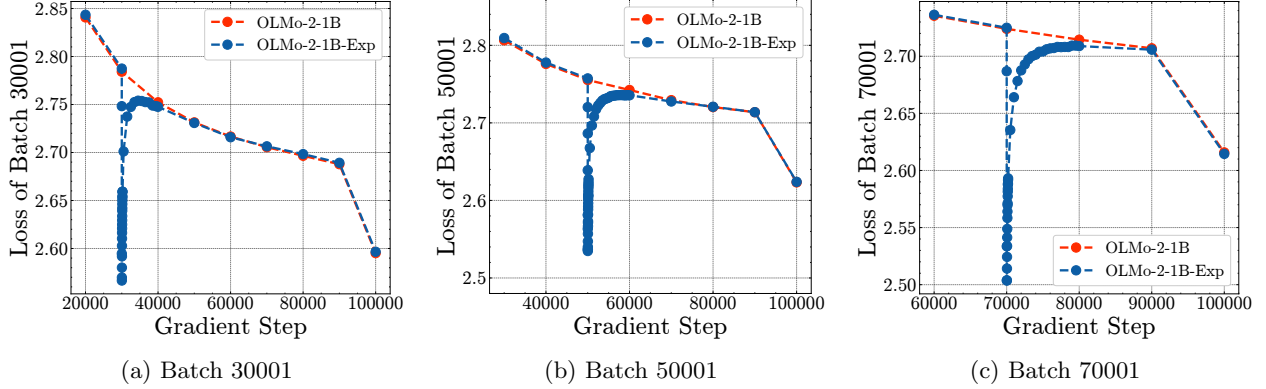 2.85
2.80
2.75
2.70
2.65
2.60
Loss of Batch 30001
OLMo-2-1B
OLMo-2-1B-Exp
20000 40000 60000 80000 100000
Gradient Step
(a) Batch 30001
2.8
2.7
2.6
2.5
Loss of Batch 50001
OLMo-2-1B
OLMo-2-1B-Exp
40000 60000 80000 100000
Gradient Step
(b) Batch 50001
2.70
2.65
2.60
2.55
2.50
Loss of Batch 70001
OLMo-2-1B
OLMo-2-1B-Exp
60000 70000 80000 90000 100000
Gradient Step
(c) Batch 70001